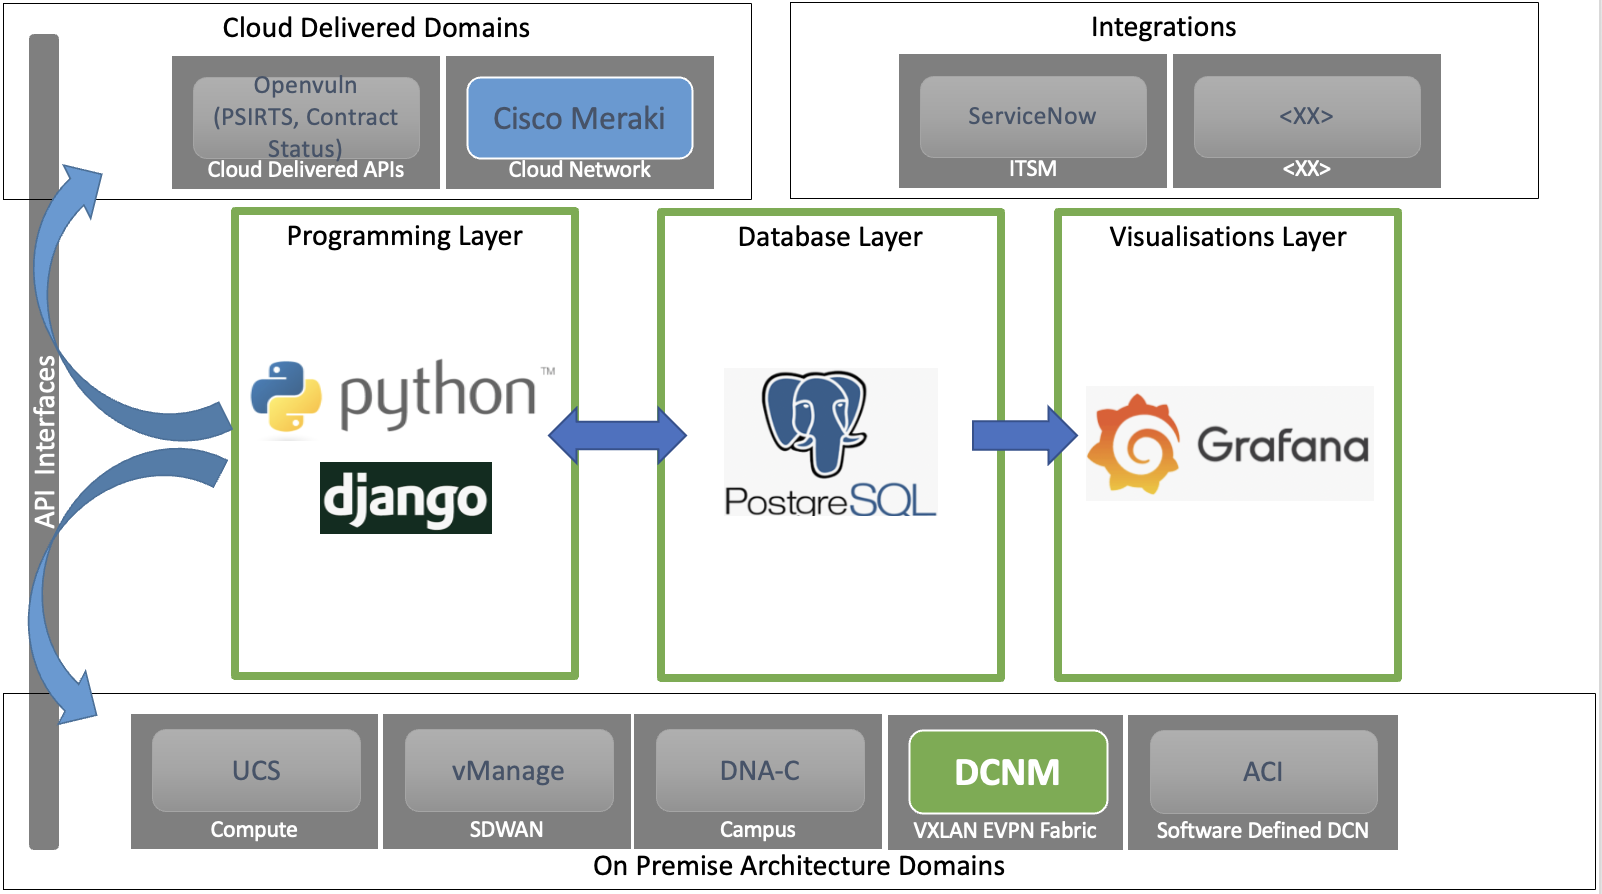 Cloud Delivered Domains
Openvuln
(PSIRTS, Contract
Status)
Cloud Delivered APIs
Cisco Meraki
Cloud Network
Integrations
ServiceNow
ITSM
<XX>
<XX>
API Interfaces
Programming Layer
python™
django
Database Layer
PostgreSQL
Visualisations Layer
Grafana
UCS
Compute
vManage
SDWAN
DNA-C
Campus
DCNM
VXLAN EVPN Fabric
ACI
Software Defined DCN
On Premise Architecture Domains